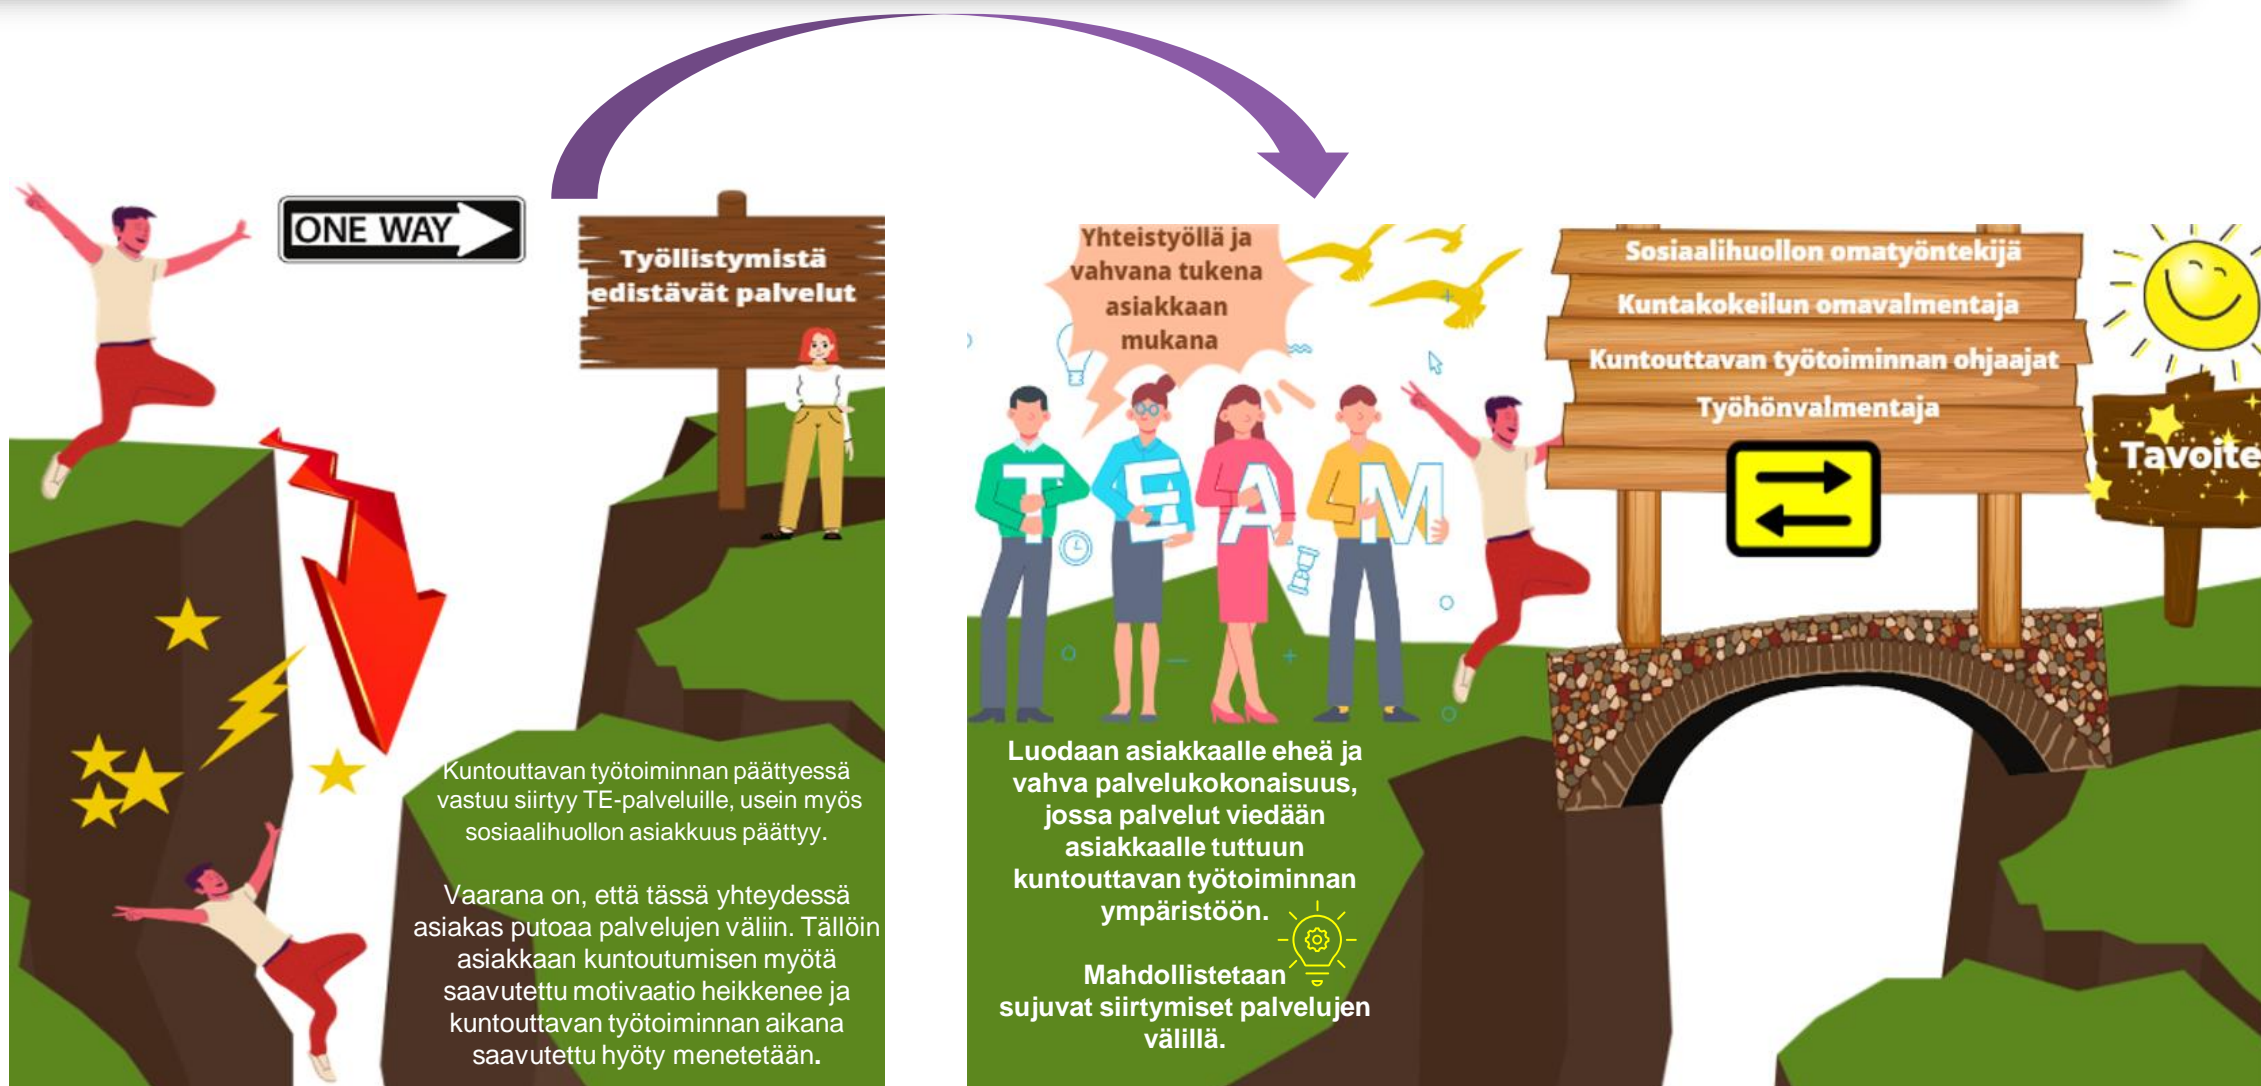 ONE WAY
Työllistymistä
edistävät palvelut
Kuntouttavan työtoiminnan päättyessä
vastuu siirtyy TE-palveluille, usein myös
sosiaalihuollon asiakkuus päättyy.
Vaarana on, että tässä yhteydessä
asiakas putoaa palvelujen väliin. Tällöin
asiakkaan kuntoutumisen myötä
saavutettu motivaatio heikkenee ja
kuntouttavan työtoiminnan aikana
saavutettu hyöty menetetään.
Yhteistyöllä ja
vahvana tukena
asiakkaan
mukana
TEAM
Luodaan asiakkaalle eheä ja
vahva palvelukokonaisuus,
jossa palvelut viedään
asiakkaalle tuttuun
kuntouttavan työtoiminnan
ympäristöön.
Mahdollistetaan
sujuvat siirtymiset palvelujen
välillä.
Sosiaalihuollon omatyöntekijä
Kuntakokeilun omavalmentaja
Kuntouttavan työtoiminnan ohjaajat
Työhönvalmentaja
Tavoite